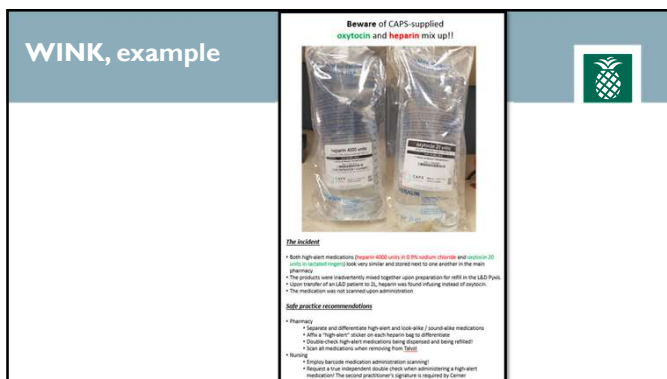 WINK, example
Beware of CAPS-supplied
oxytocin and heparin mix up!!
heparin 4000 units
oxytocin 20 units
CAPS
CAPS
The incident
• Both high-alert medications (heparin 4000 units in 0.9% sodium chloride and oxytocin 20
units in lactated ringers) look very similar and stored next to one another in the main
pharmacy.
• The products were inadvertently mixed together upon preparation for refill in the L&D Pyxis.
• Upon transfer of an L&D patient to 2L, heparin was found infusing instead of oxytocin.
• The medication was not scanned upon administration
Safe practice recommendations
• Pharmacy
• Separate and differentiate high-alert and look-alike / sound-alike medications
• Affix a "high-alert" sticker on each heparin bag to differentiate
• Double-check high-alert medications being dispensed and being refilled!
• Scan all medications when removing from Talyst
• Nursing
• Employ barcode medication administration scanning!
• Request a true independent double check when administering a high-alert
medication! The second practitioner's signature is required by Cerner.